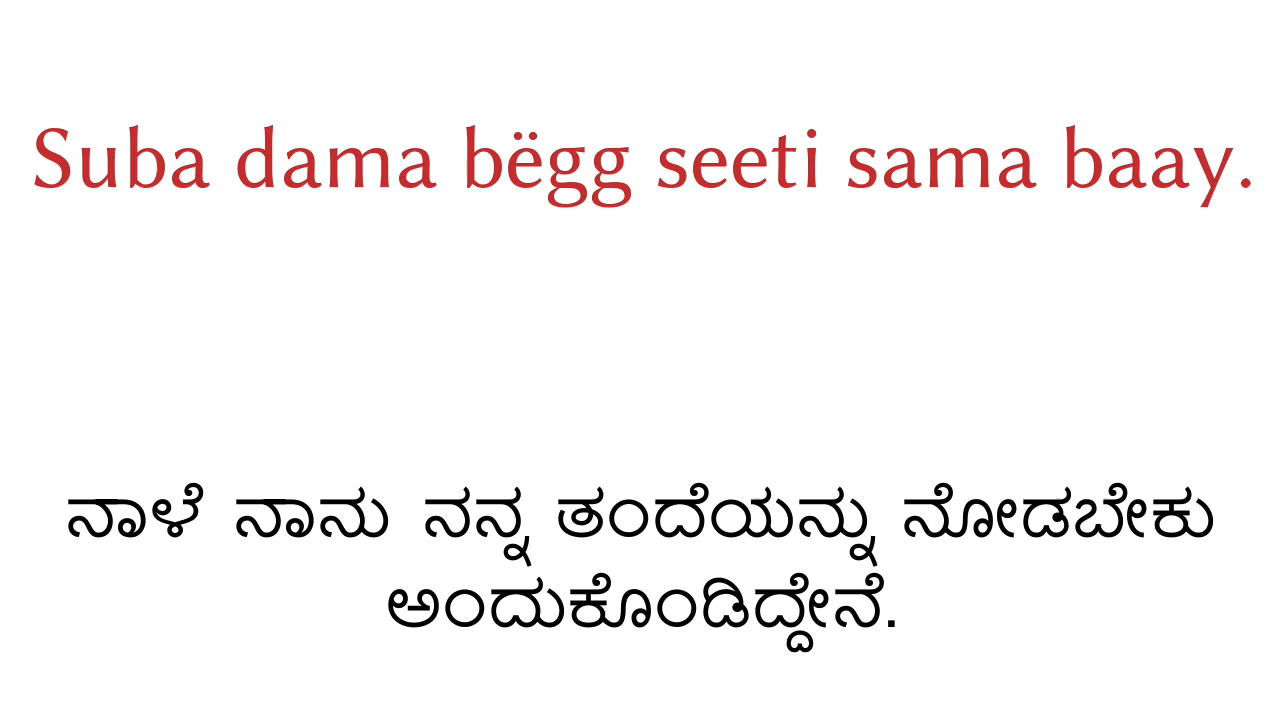 Suba dama bëgg seeti sama baay.
ನಾಳೆ ನಾನು ನನ್ನ ತಂದೆಯನ್ನು ನೋಡಬೇಕು
ಅಂದುಕೊಂಡಿದ್ದೇನೆ.